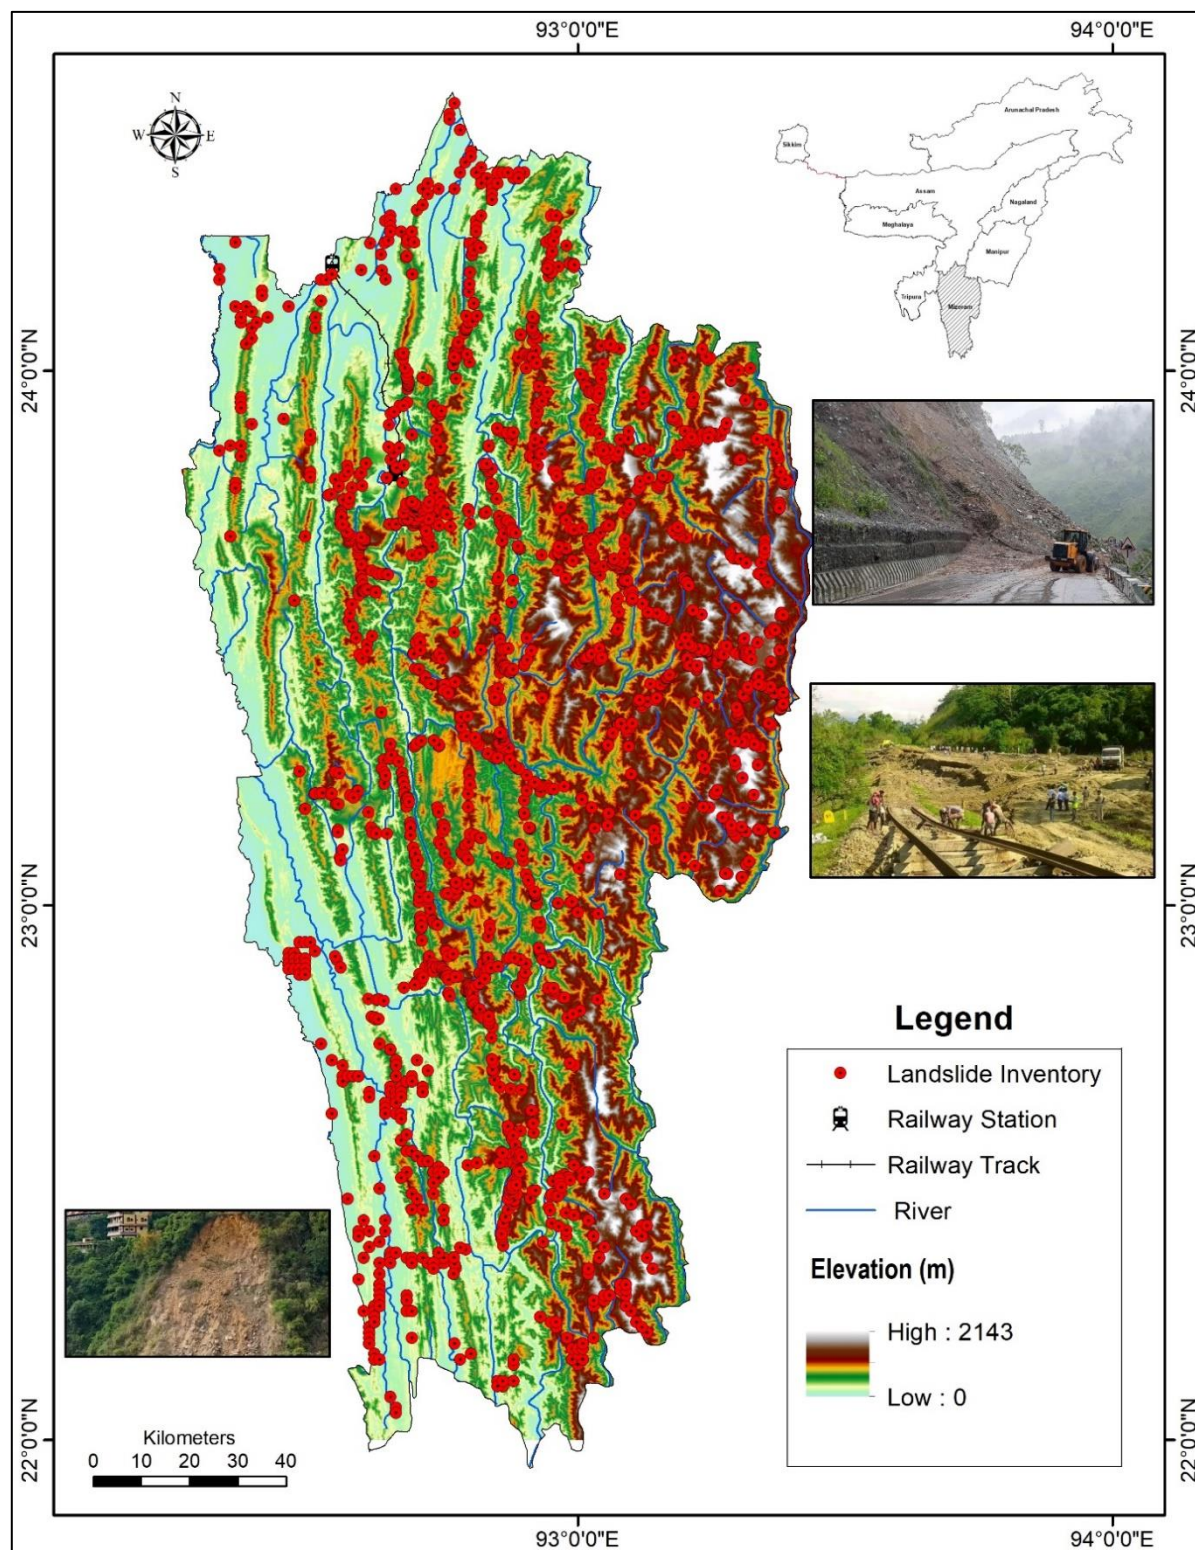 93°0'0"E
94°0'0"E
N
W
E
S
Arunachal Pradesh
Sikkim
Assam
Nagaland
Meghalaya
Manipur
Tripura
Mizoram
24°0'0"N
24°0'0"N
23°0'0"N
23°0'0"N
22°0'0"N
22°0'0"N
Legend
Landslide Inventory
Railway Station
Railway Track
River
Elevation (m)
High : 2143
Low : 0
Kilometers
0 10 20 30 40
93°0'0"E
94°0'0"E